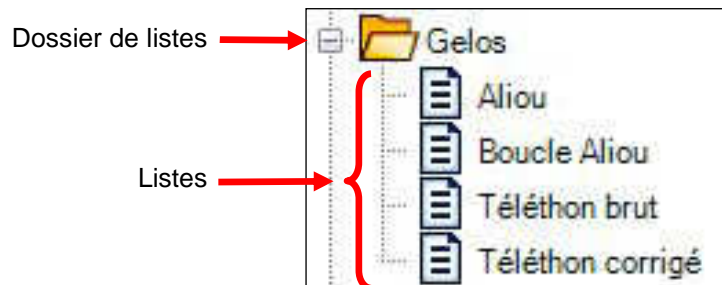 Dossier de listes
Gelos
Aliou
Boucle Aliou
Listes
Téléthon brut
Téléthon corrigé